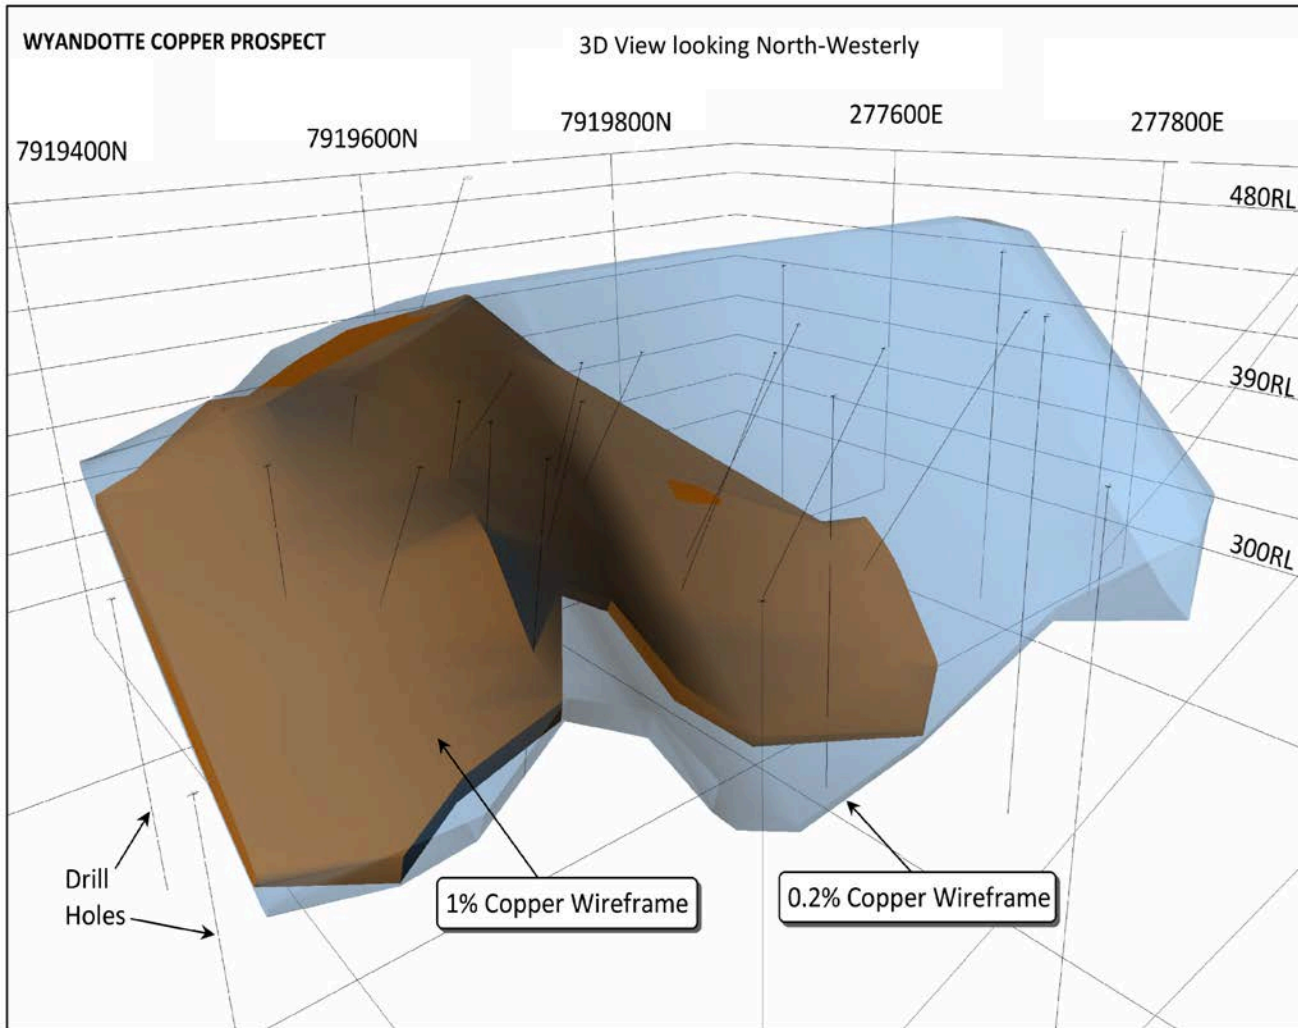 WYANDOTTE COPPER PROSPECT
3D View looking North-Westerly
7919400N
7919600N
7919800N
277600E
277800E
480RL
390RL
300RL
Drill
Holes
1% Copper Wireframe
0.2% Copper Wireframe